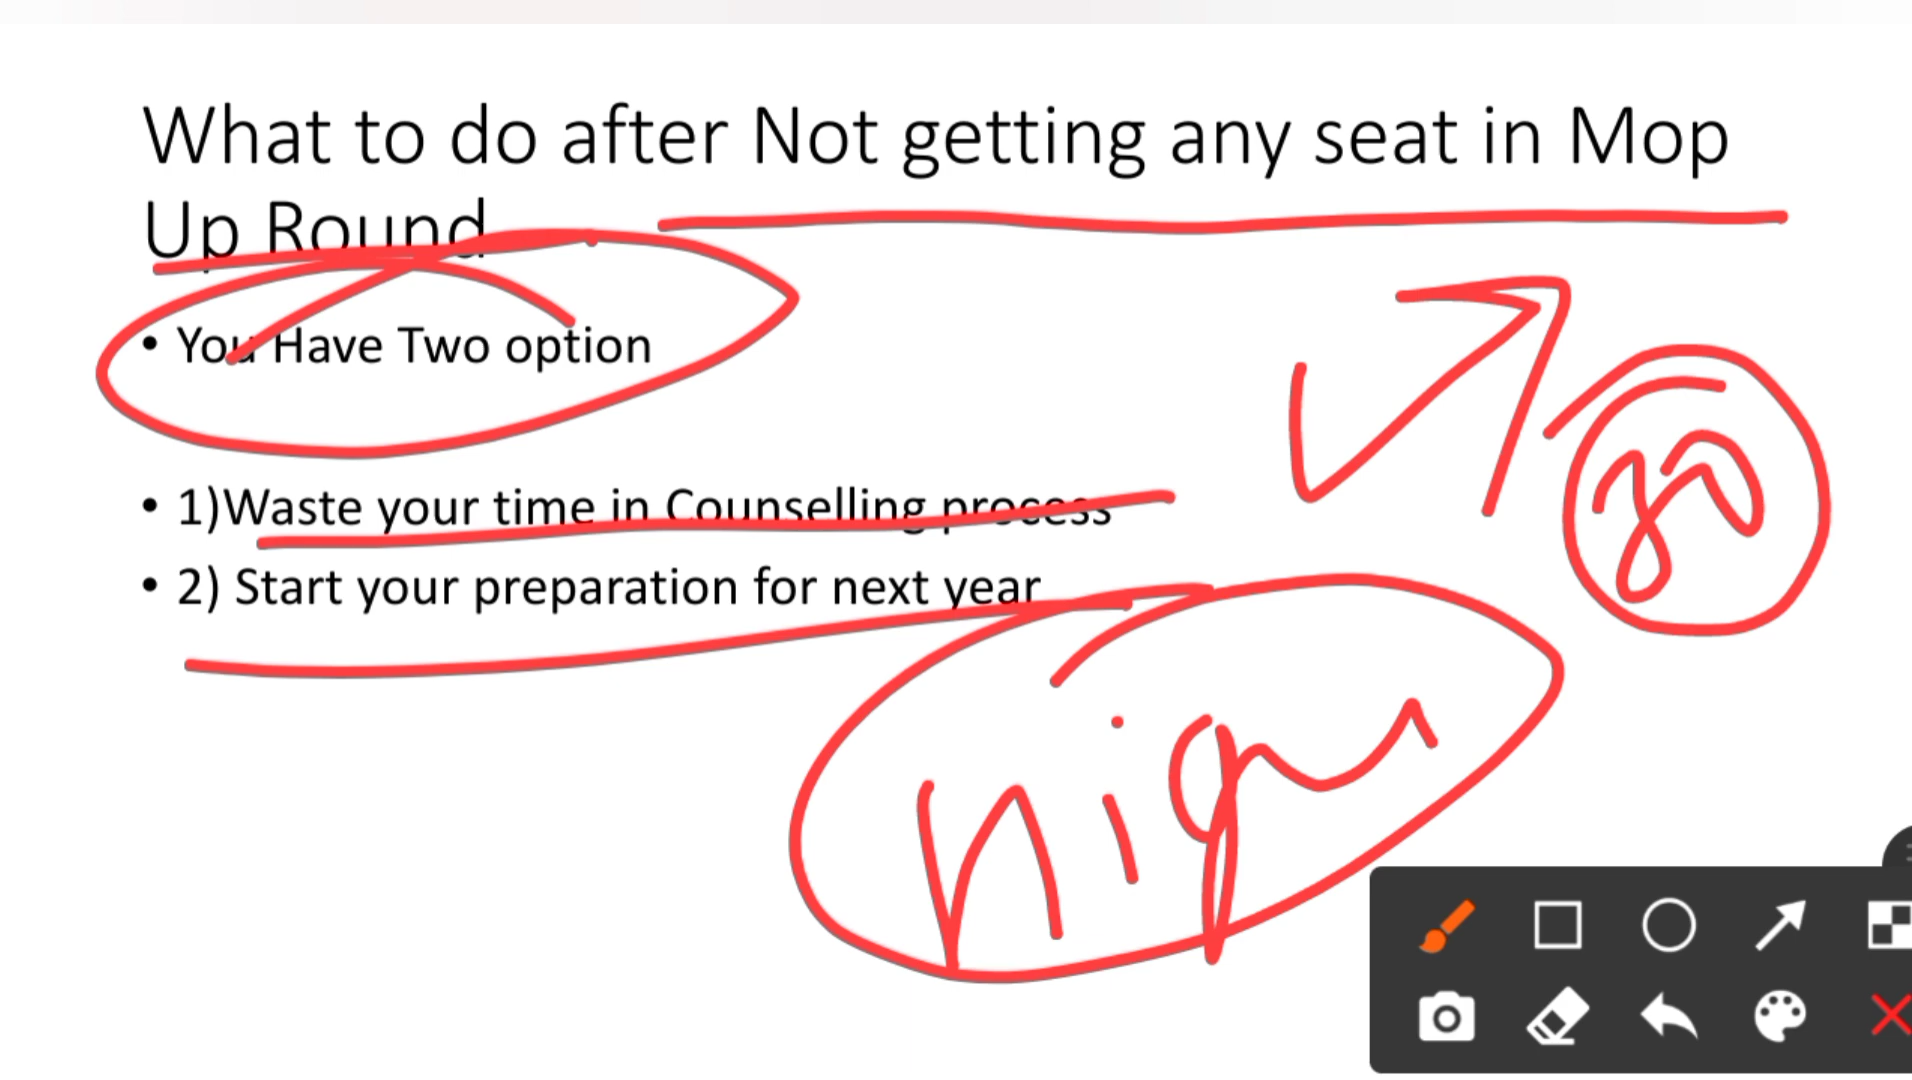 What to do after Not getting any seat in Mop
Up Round
• You Have Two option
• 1)Waste your time in Counselling process
• 2) Start your preparation for next year